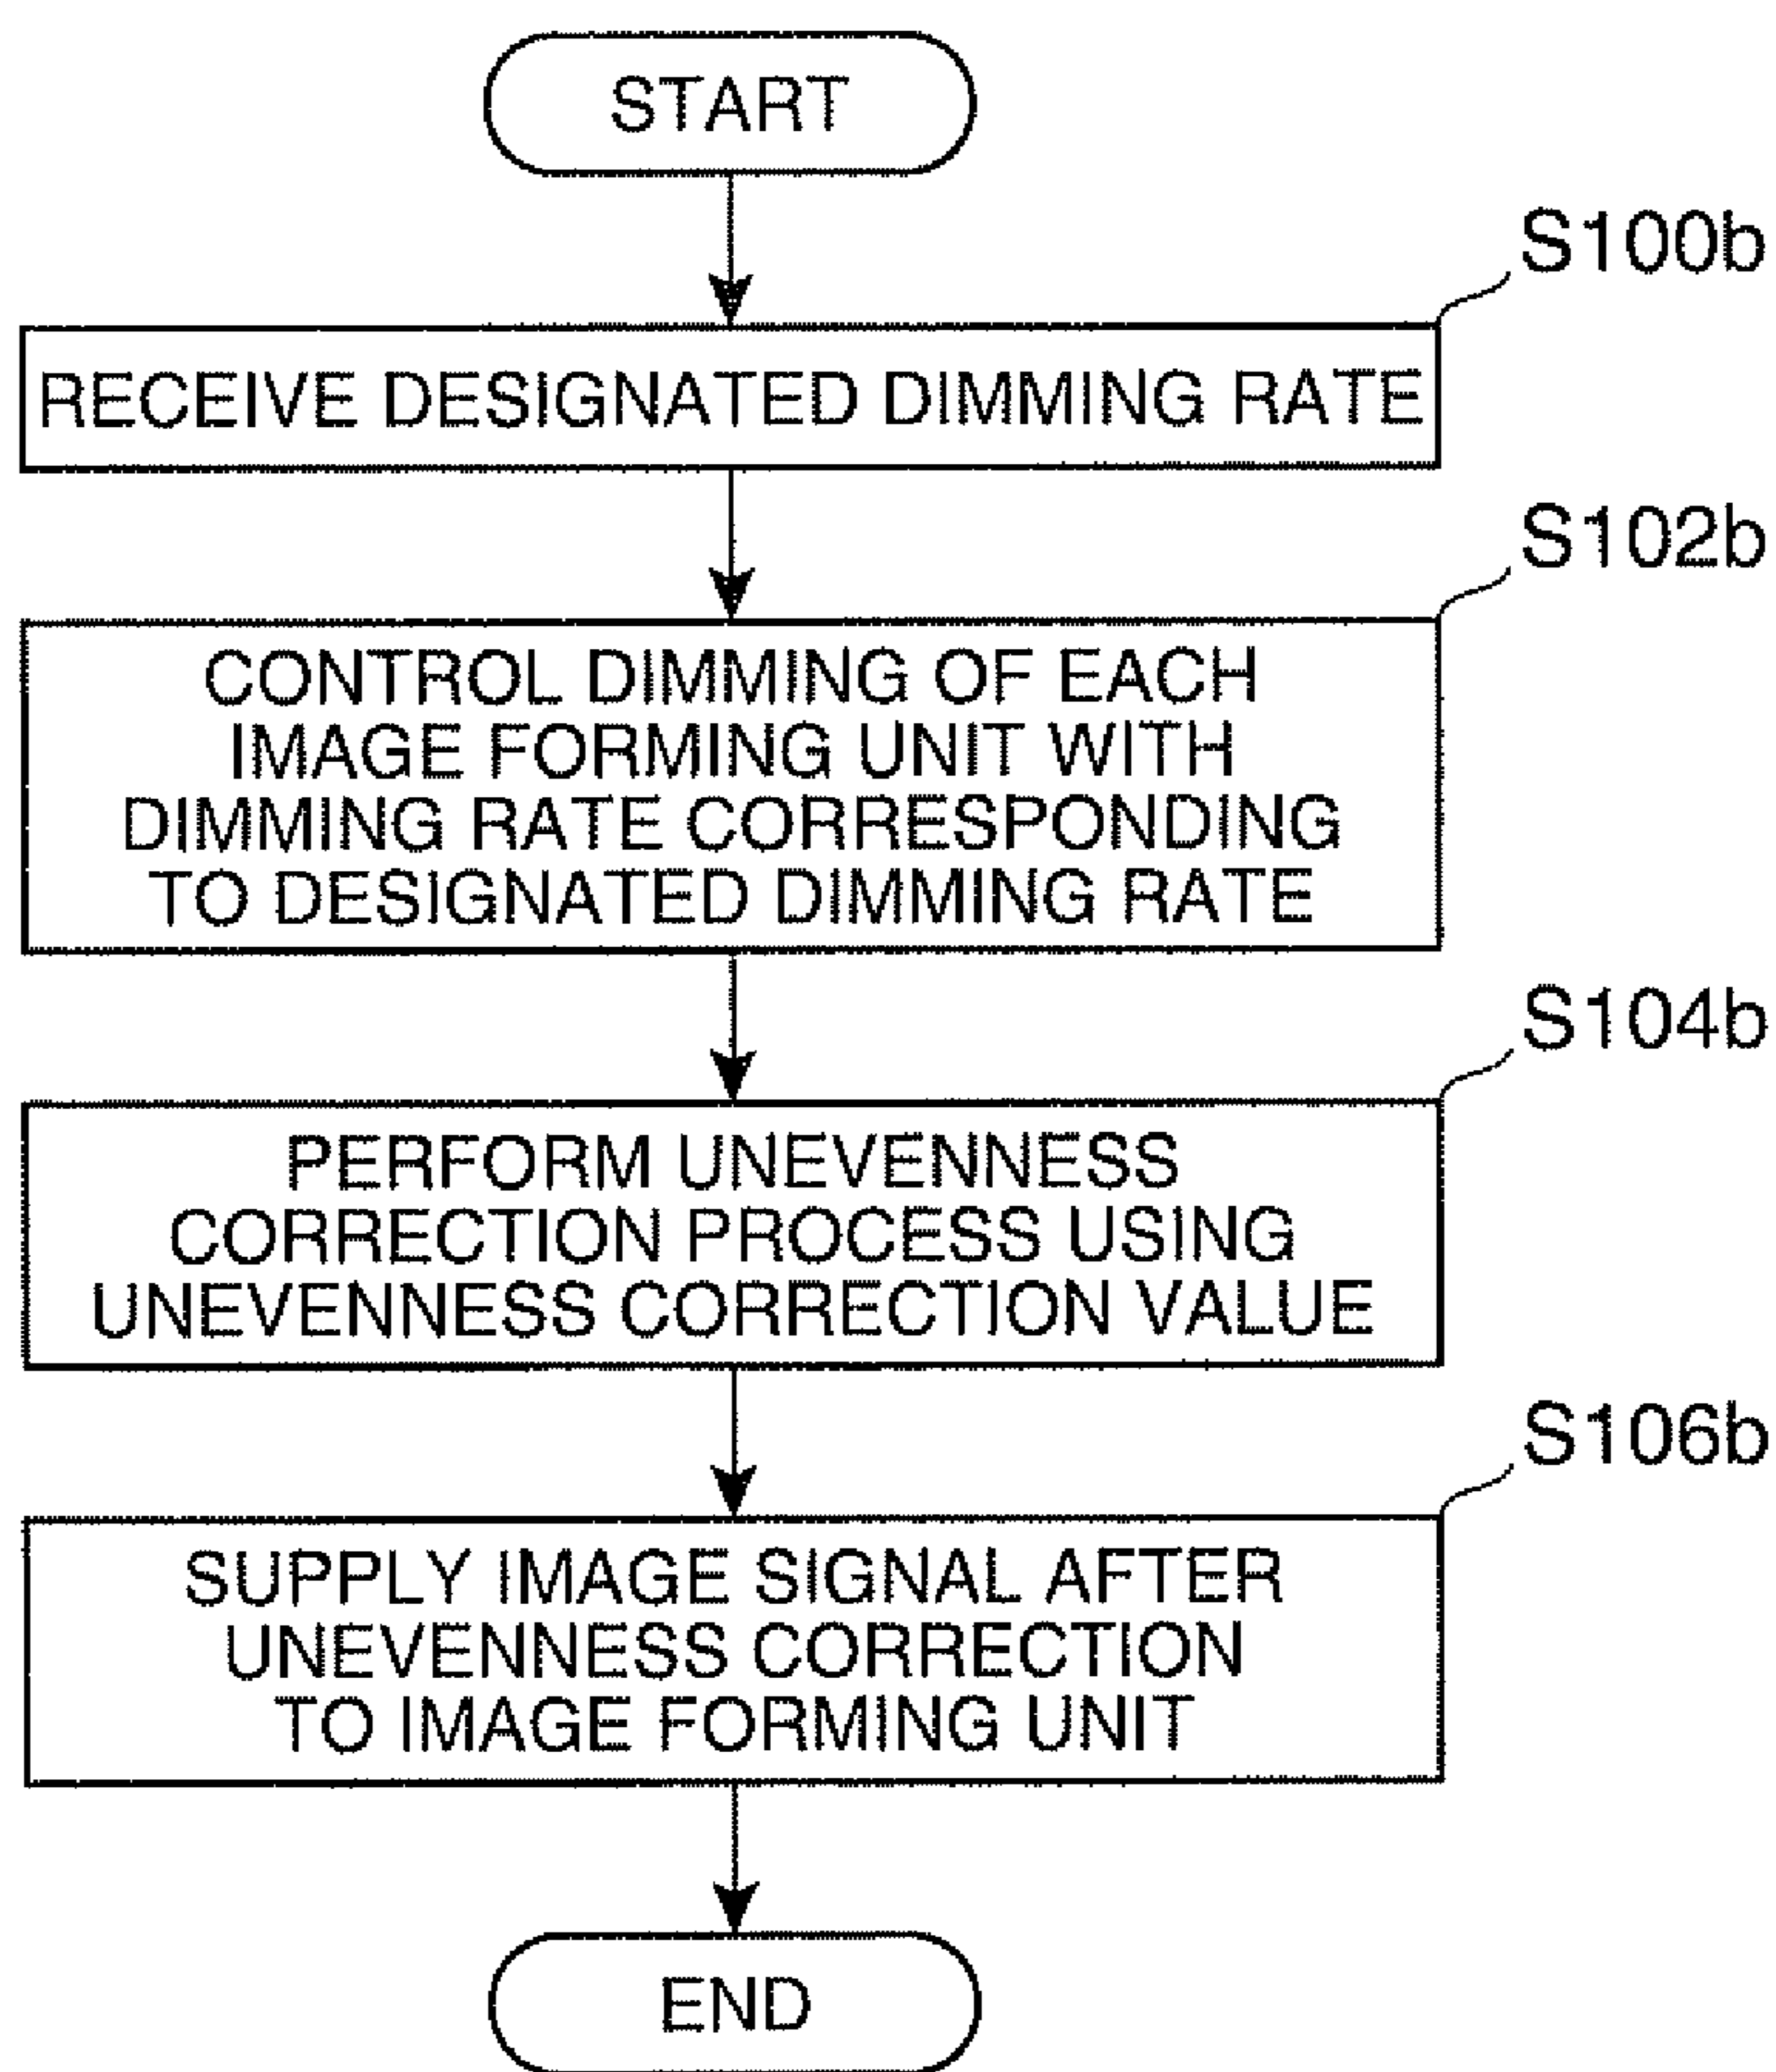 START
S100b
RECEIVE DESIGNATED DIMMING RATE
S102b
CONTROL DIMMING OF EACH
IMAGE FORMING UNIT WITH
DIMMING RATE CORRESPONDING
TO DESIGNATED DIMMING RATE
S104b
PERFORM UNEVENNESS
CORRECTION PROCESS USING
UNEVENNESS CORRECTION VALUE
S106b
SUPPLY IMAGE SIGNAL AFTER
UNEVENNESS CORRECTION
TO IMAGE FORMING UNIT
END